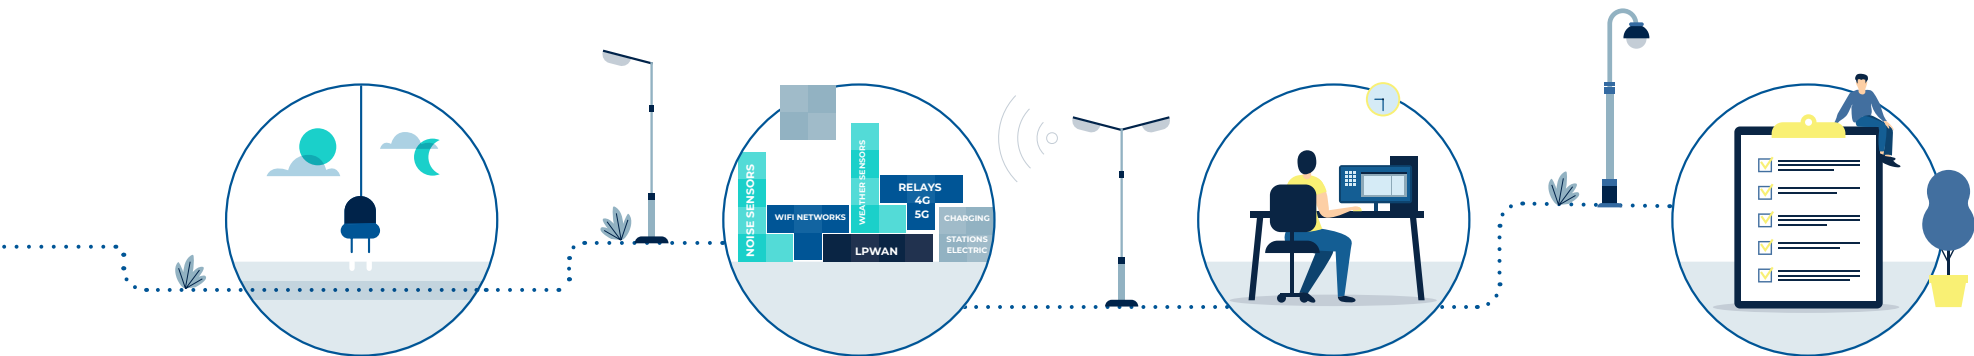 NOISE SENSORS
WIFI NETWORKS
WEATHER SENSORS
RELAYS
4G
5G
LPWAN
CHARGING
STATIONS
ELECTRIC